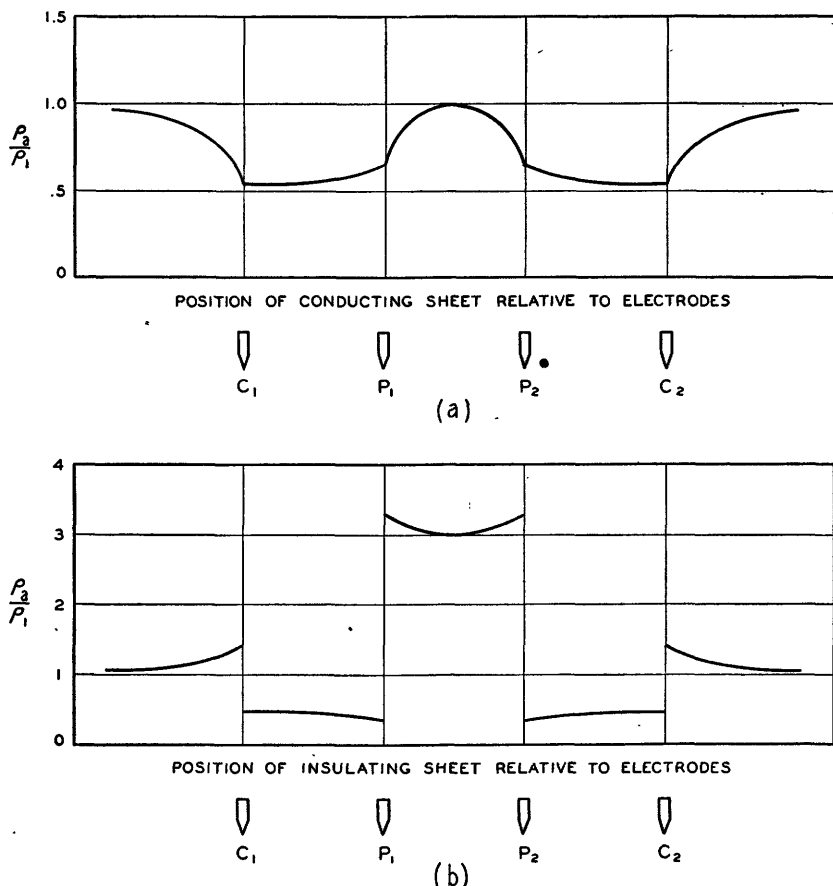 1.5
1.0
ρa/ρ1
.5
0
POSITION OF CONDUCTING SHEET RELATIVE TO ELECTRODES
C1 P1 P2 C2
(a)
4
3
ρa/ρ1
2
1
0
POSITION OF INSULATING SHEET RELATIVE TO ELECTRODES
C1 P1 P2 C2
(b)